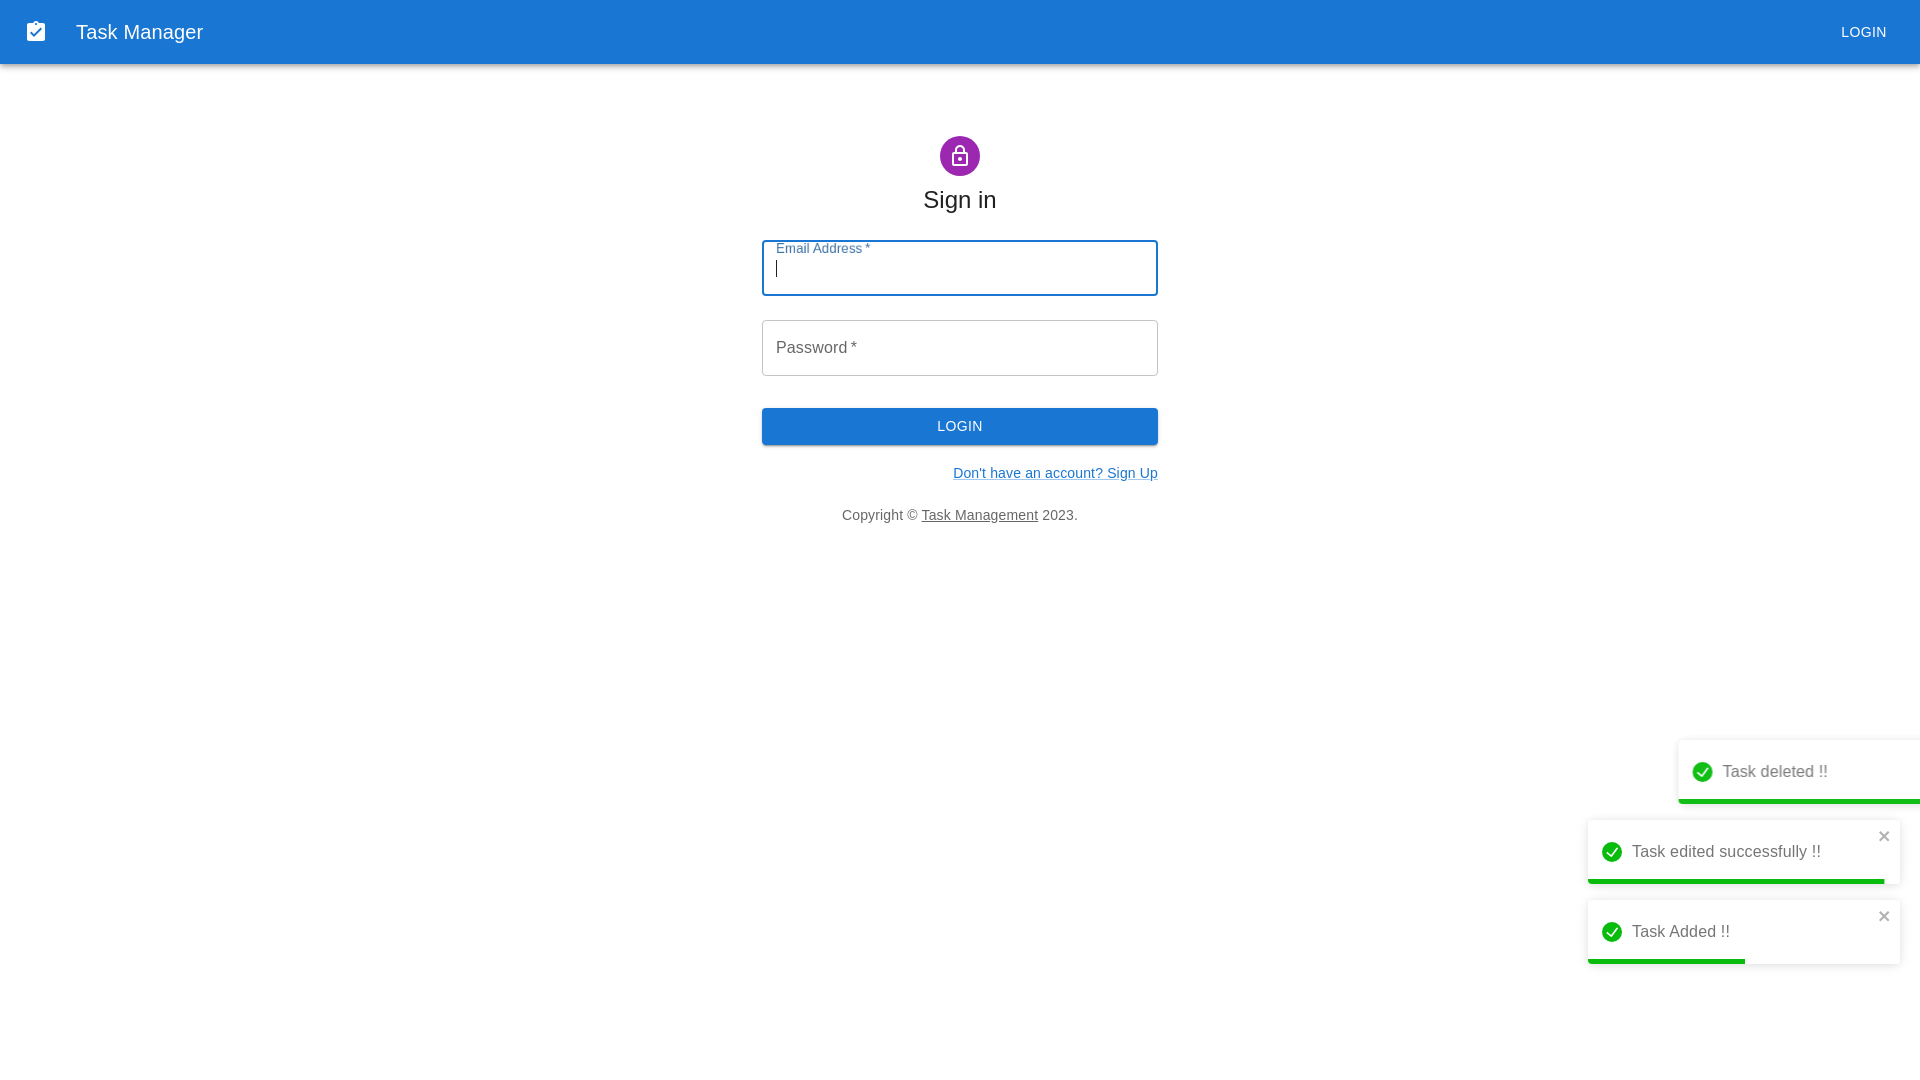 Task Manager
LOGIN
Sign in
Email Address *
Password *
LOGIN
Don't have an account? Sign Up
Copyright © Task Management 2023.
Task deleted !!
Task edited successfully !!
Task Added !!